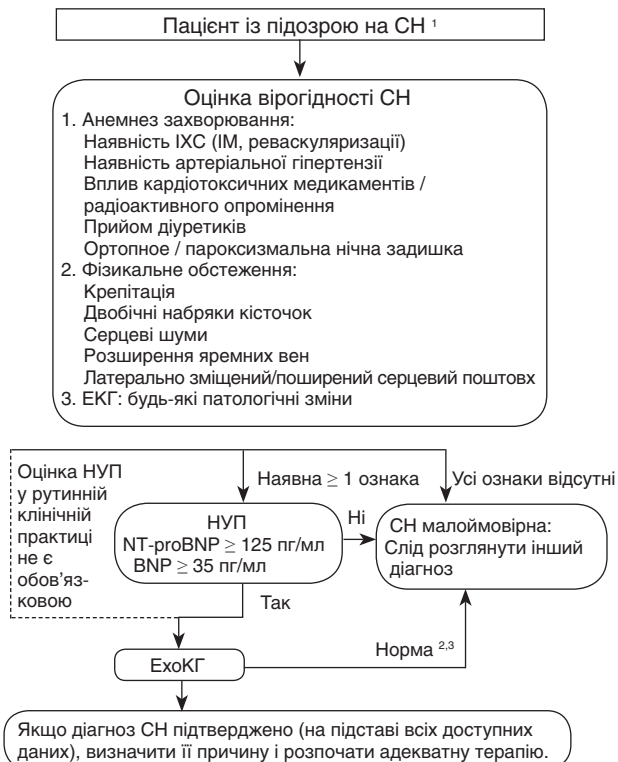 Пацієнт із підозрою на СН ¹
Оцінка вірогідності СН
1. Анемнез захворювання:
Наявність ІХС (ІМ, реваскуляризації)
Наявність артеріальної гіпертензії
Вплив кардіотоксичних медикаментів /
радіоактивного опромінення
Прийом діуретиків
Ортопное / пароксизмальна нічна задишка
2. Фізикальне обстеження:
Крепітація
Двобічні набряки кісточок
Серцеві шуми
Розширення яремних вен
Латерально зміщений/поширений серцевий поштовх
3. ЕКГ: будь-які патологічні зміни
Оцінка НУП
у рутинній
клінічній
практиці
не є
обов’яз-
ковою
Наявна ≥ 1 ознака
Усі ознаки відсутні
НУП
NT-proBNP ≥ 125 пг/мл
BNP ≥ 35 пг/мл
Ні
СН малоймовірна:
Слід розглянути інший
діагноз
Так
ЕхоКГ
Норма ²,³
Якщо діагноз СН підтверджено (на підставі всіх доступних
даних), визначити її причину і розпочати адекватну терапію.